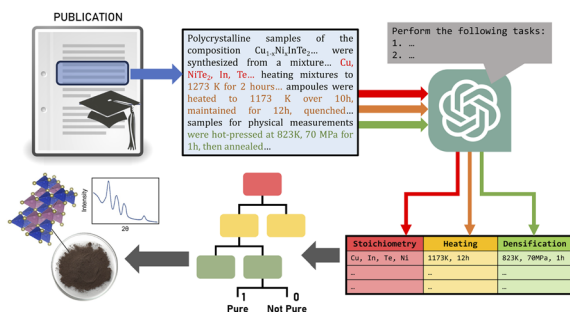 PUBLICATION
Polycrystalline samples of the
composition Cu₁₋ₓNiₓInTe₂… were
synthesized from a mixture… Cu,
NiTe₂, In, Te… heating mixtures to
1273 K for 2 hours… ampoules were
heated to 1173 K over 10h,
maintained for 12h, quenched…
samples for physical measurements
were hot-pressed at 823K, 70 MPa for
1h, then annealed…
Perform the following tasks:
1. …
2. …
Stoichiometry Heating Densification
Cu, In, Te, Ni 1173K, 12h 823K, 70MPa, 1h
… … …
… … …
Intensity
2θ
1 0
Pure Not Pure